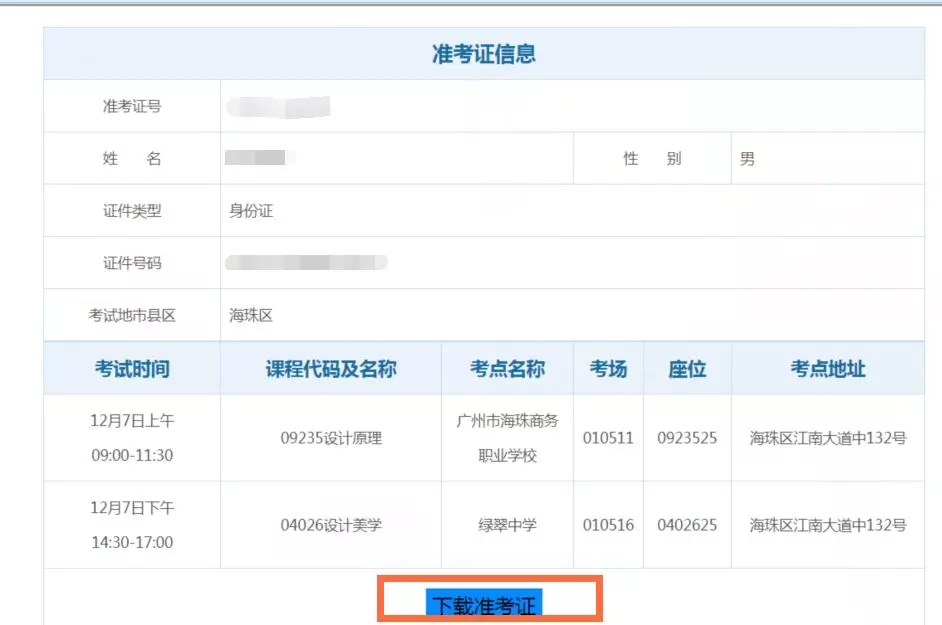 准考证信息
准考证号
姓 名 性 别 男
证件类型 身份证
证件号码
考试地市县区 海珠区
考试时间 课程代码及名称 考点名称 考场 座位 考点地址
12月7日上午
09:00-11:30
09235设计原理
广州市海珠商务
职业学校
010511 0923525 海珠区江南大道中132号
12月7日下午
14:30-17:00
04026设计美学 绿翠中学 010516 0402625 海珠区江南大道中132号
下载准考证